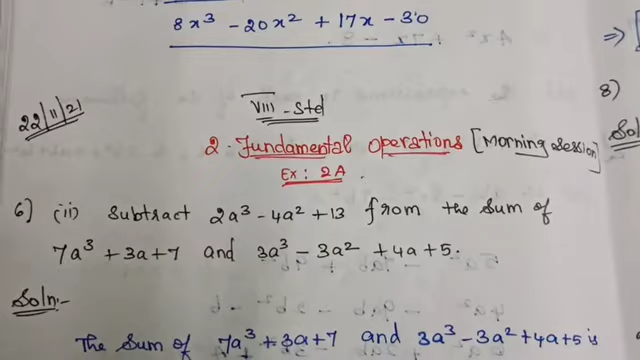 8x³ - 20x² + 17x - 30
⇒
22/11/21
VIII - Std
8)
2. Fundamental Operations [Morning session]
Sol
Ex: 2A.
6) (ii) Subtract 2a³ - 4a² + 13 from the sum of
7a³ + 3a + 7 and 3a³ - 3a² + 4a + 5.
Soln:-
The sum of 7a³ + 3a + 7 and 3a³ - 3a² + 4a + 5 is